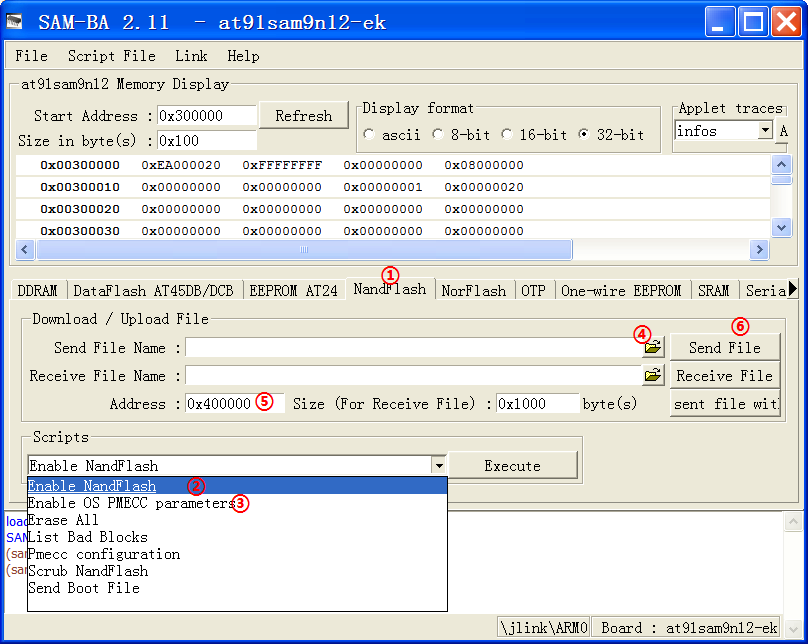 SAM-BA 2.11 - at91sam9n12-ek
File Script File Link Help
at91sam9n12 Memory Display
Start Address : 0x300000 Refresh
Size in byte(s) : 0x100
Display format
ascii 8-bit 16-bit 32-bit
Applet traces
infos A
0x00300000 0xEA000020 0xFFFFFFFF 0x00000000 0x08000000
0x00300010 0x00000000 0x00000000 0x00000001 0x00000020
0x00300020 0x00000000 0x00000000 0x00000000 0x00000000
0x00300030 0x00000000 0x00000000 0x00000000 0x00000000
①
DDRAM DataFlash AT45DB/DCB EEPROM AT24 NandFlash NorFlash OTP One-wire EEPROM SRAM Seria
Download / Upload File
Send File Name : ④ Send File ⑥
Receive File Name : Receive File
Address : 0x400000 ⑤ Size (For Receive File) : 0x1000 byte(s) sent file wit
Scripts
Enable NandFlash Execute
Enable NandFlash ②
Enable OS PMECC parameters ③
Erase All
List Bad Blocks
Pmecc configuration
Scrub NandFlash
Send Boot File
load
SAM
(sam
(sam
\jlink\ARM0 Board : at91sam9n12-ek